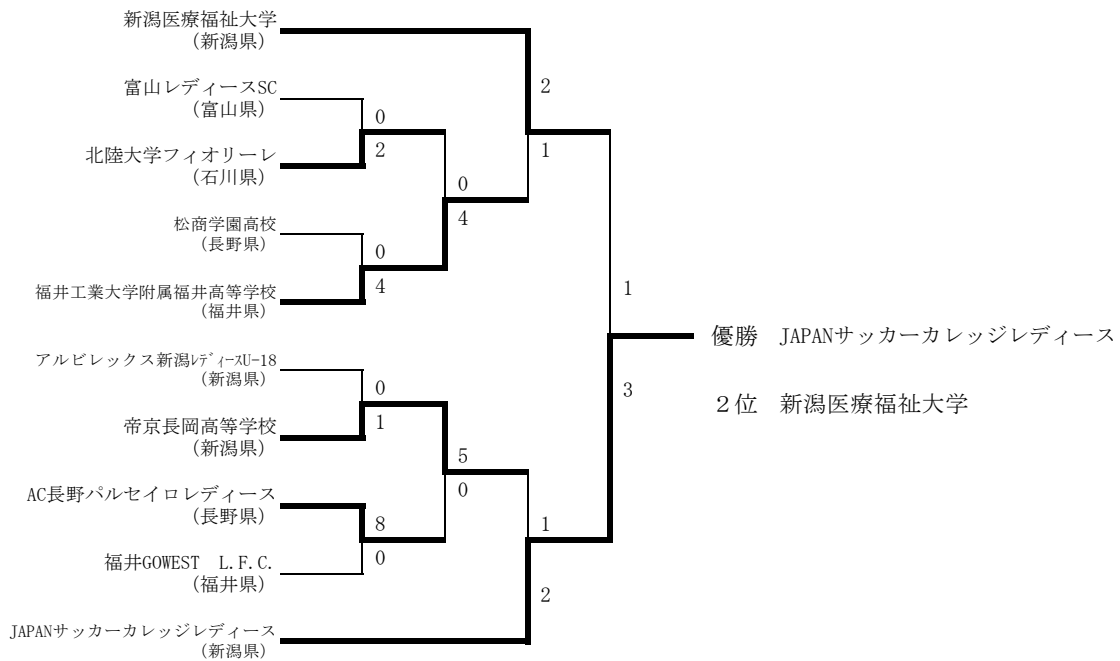 新潟医療福祉大学
(新潟県)
2
富山レディースSC
(富山県)
0
2
1
北陸大学フィオリーレ
(石川県)
0
4
松商学園高校
(長野県)
0
4
福井工業大学附属福井高等学校
(福井県)
1
優勝 JAPANサッカーカレッジレディース
アルビレックス新潟ﾚﾃﾞｨｰｽU-18
(新潟県)
0
1
3
2位 新潟医療福祉大学
帝京長岡高等学校
(新潟県)
5
0
AC長野パルセイロレディース
(長野県)
8
0
1
福井GOWEST L.F.C.
(福井県)
2
JAPANサッカーカレッジレディース
(新潟県)